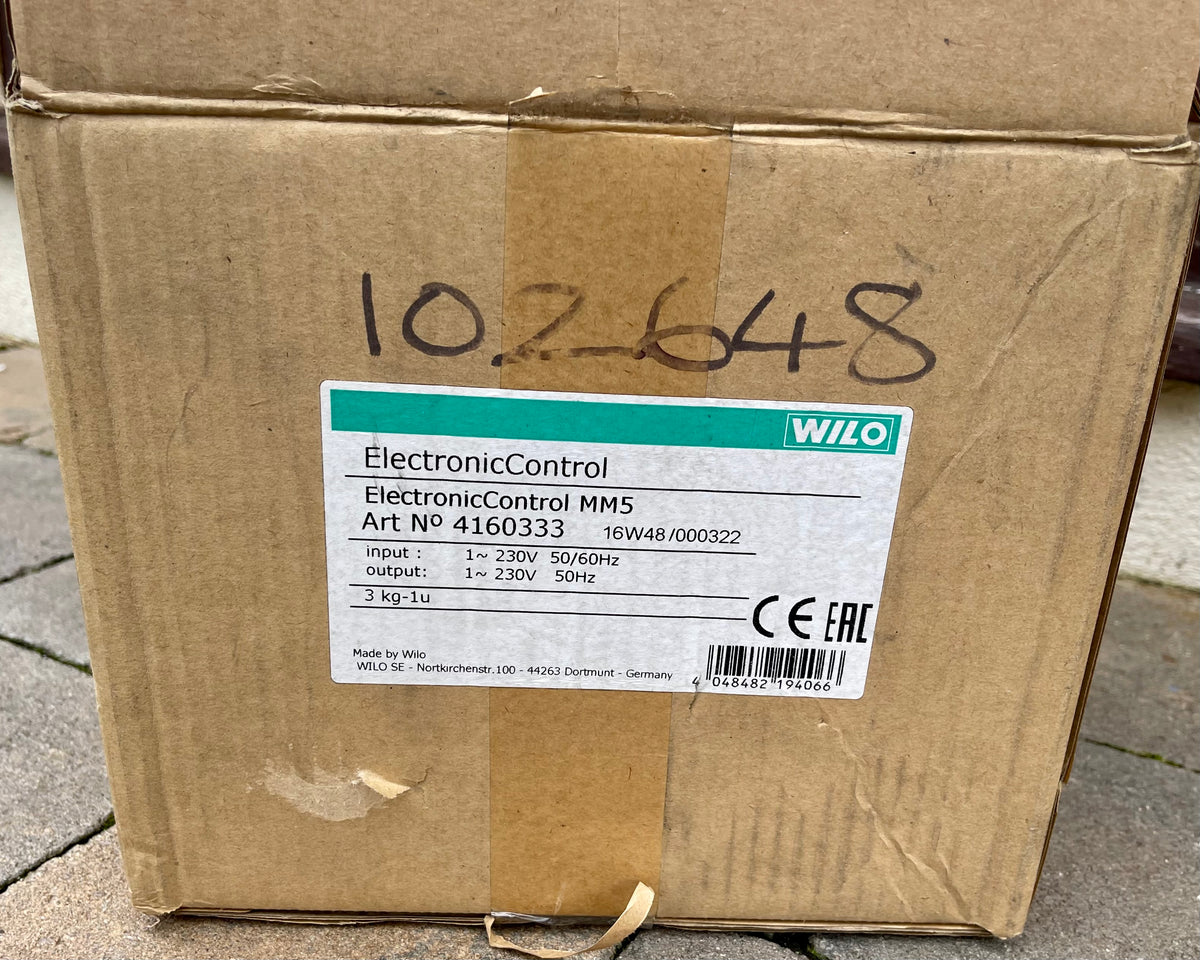 102648
WILO
ElectronicControl
ElectronicControl MM5
Art Nº 4160333 16W48/000322
input : 1~ 230V 50/60Hz
output: 1~ 230V 50Hz
3 kg-1u
CE EAC
Made by Wilo
WILO SE - Nortkirchenstr.100 - 44263 Dortmunt - Germany
4 048482 194066